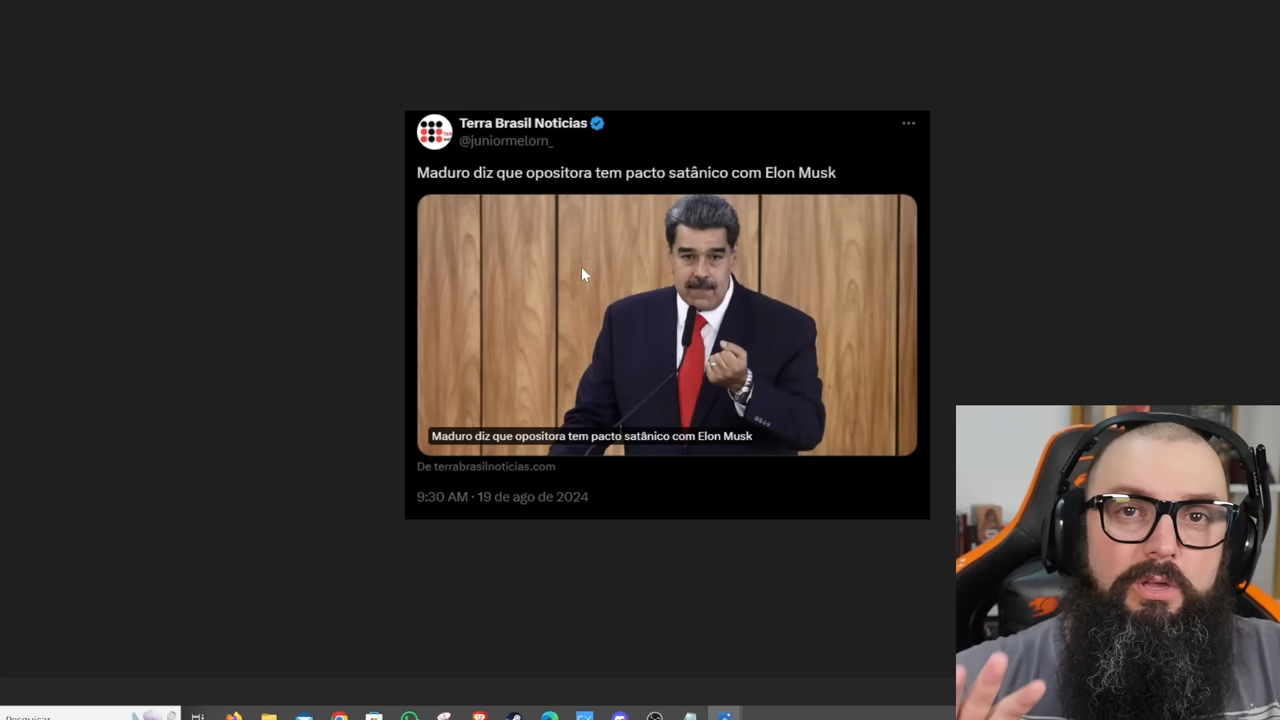 Terra Brasil Noticias
@juniormelorn_
Maduro diz que opositora tem pacto satânico com Elon Musk
Maduro diz que opositora tem pacto satânico com Elon Musk
De terrabrasilnoticias.com
9:30 AM · 19 de ago de 2024
Pesquisar